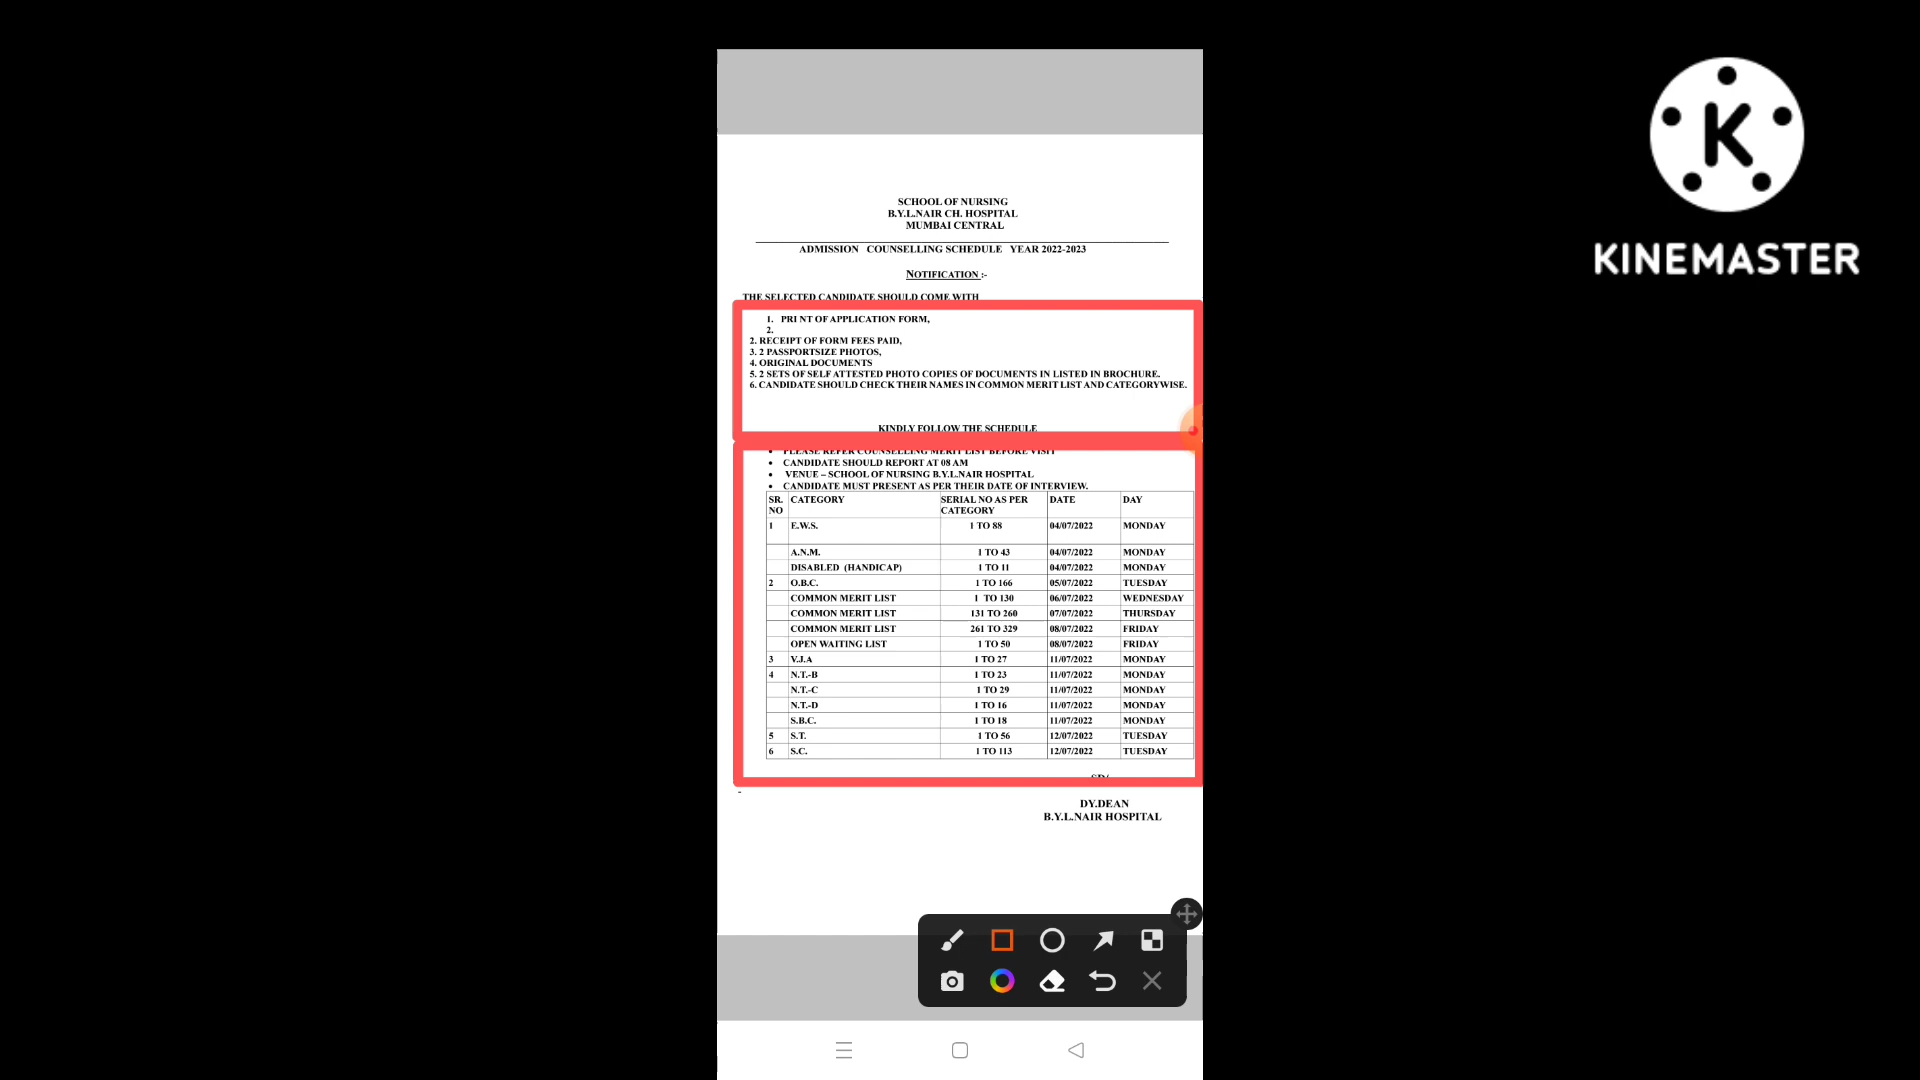 SCHOOL OF NURSING
B.Y.L.NAIR CH. HOSPITAL
MUMBAI CENTRAL
ADMISSION COUNSELLING SCHEDULE YEAR 2022-2023
NOTIFICATION :-
THE SELECTED CANDIDATE SHOULD COME WITH
1. PRI NT OF APPLICATION FORM,
2.
2. RECEIPT OF FORM FEES PAID,
3. 2 PASSPORTSIZE PHOTOS,
4. ORIGINAL DOCUMENTS
5. 2 SETS OF SELF ATTESTED PHOTO COPIES OF DOCUMENTS IN LISTED IN BROCHURE.
6. CANDIDATE SHOULD CHECK THEIR NAMES IN COMMON MERIT LIST AND CATEGORYWISE.
KINDLY FOLLOW THE SCHEDULE
• PLEASE REFER COUNSELLING MERIT LIST BEFORE VISIT
• CANDIDATE SHOULD REPORT AT 08 AM
• VENUE – SCHOOL OF NURSING B.Y.L.NAIR HOSPITAL
• CANDIDATE MUST PRESENT AS PER THEIR DATE OF INTERVIEW.
SR. NO CATEGORY SERIAL NO AS PER CATEGORY DATE DAY
1 E.W.S. 1 TO 88 04/07/2022 MONDAY
A.N.M. 1 TO 43 04/07/2022 MONDAY
DISABLED (HANDICAP) 1 TO 11 04/07/2022 MONDAY
2 O.B.C. 1 TO 166 05/07/2022 TUESDAY
COMMON MERIT LIST 1 TO 130 06/07/2022 WEDNESDAY
COMMON MERIT LIST 131 TO 260 07/07/2022 THURSDAY
COMMON MERIT LIST 261 TO 329 08/07/2022 FRIDAY
OPEN WAITING LIST 1 TO 50 08/07/2022 FRIDAY
3 V.J.A 1 TO 27 11/07/2022 MONDAY
4 N.T.-B 1 TO 23 11/07/2022 MONDAY
N.T.-C 1 TO 29 11/07/2022 MONDAY
N.T.-D 1 TO 16 11/07/2022 MONDAY
S.B.C. 1 TO 18 11/07/2022 MONDAY
5 S.T. 1 TO 56 12/07/2022 TUESDAY
6 S.C. 1 TO 113 12/07/2022 TUESDAY
DY.DEAN
B.Y.L.NAIR HOSPITAL
K
KINEMASTER